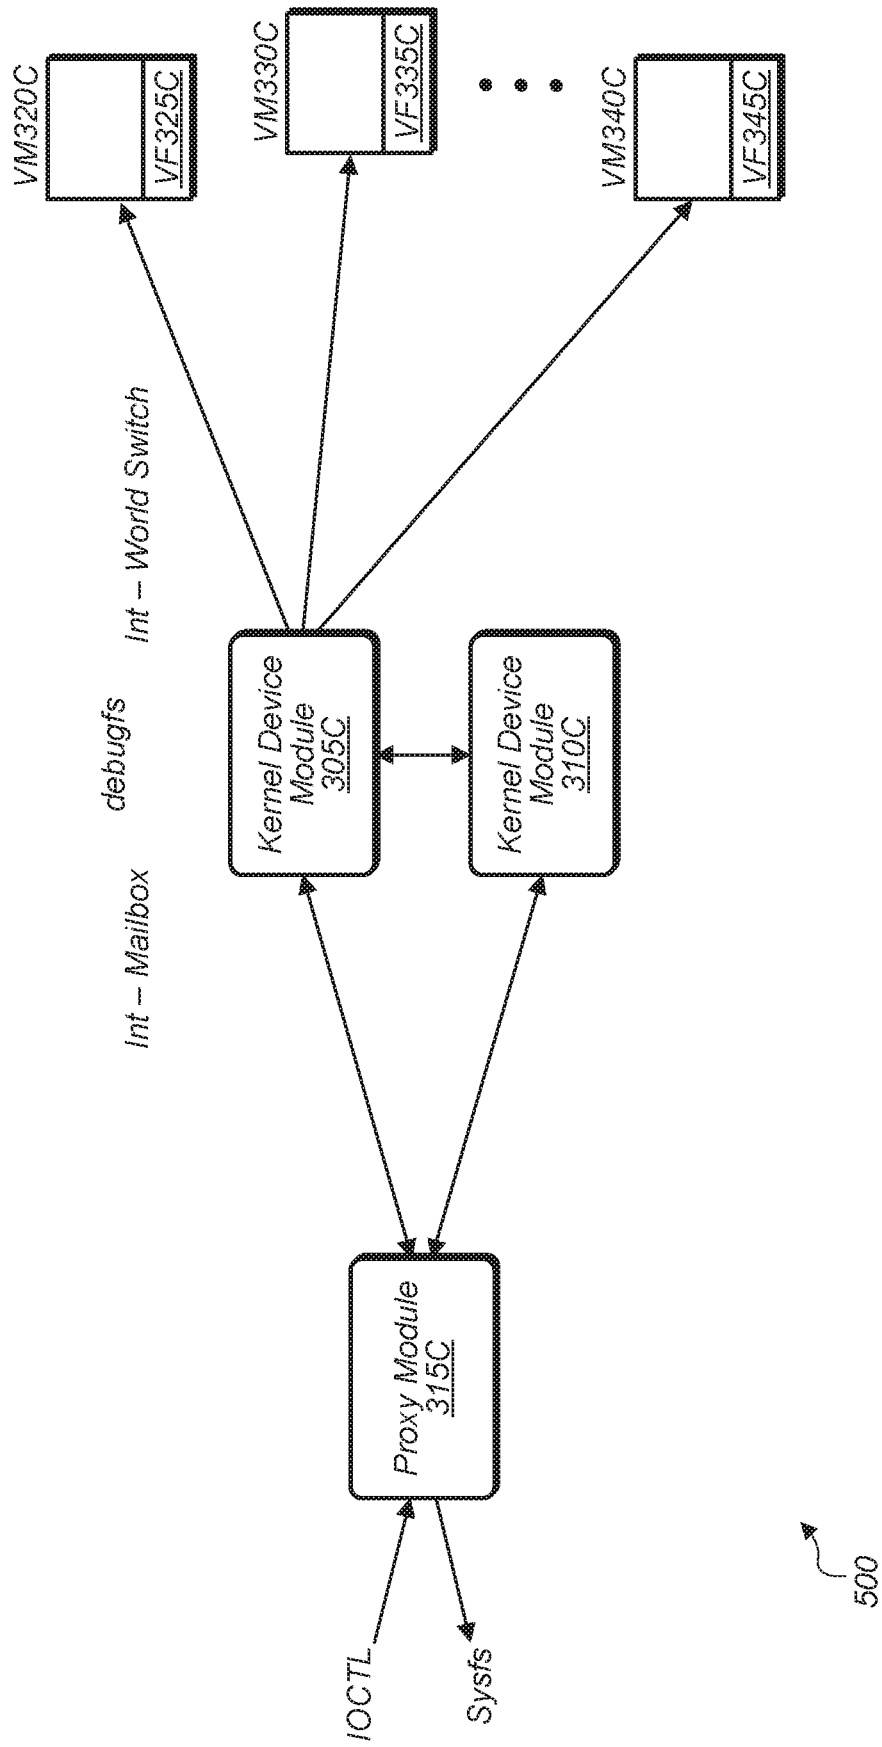 VM320C
VF325C
VM330C
VF335C
VM340C
VF345C
Int – World Switch
debugfs
Int – Mailbox
Kernel Device
Module
305C
Kernel Device
Module
310C
Proxy Module
315C
IOCTL
Sysfs
500